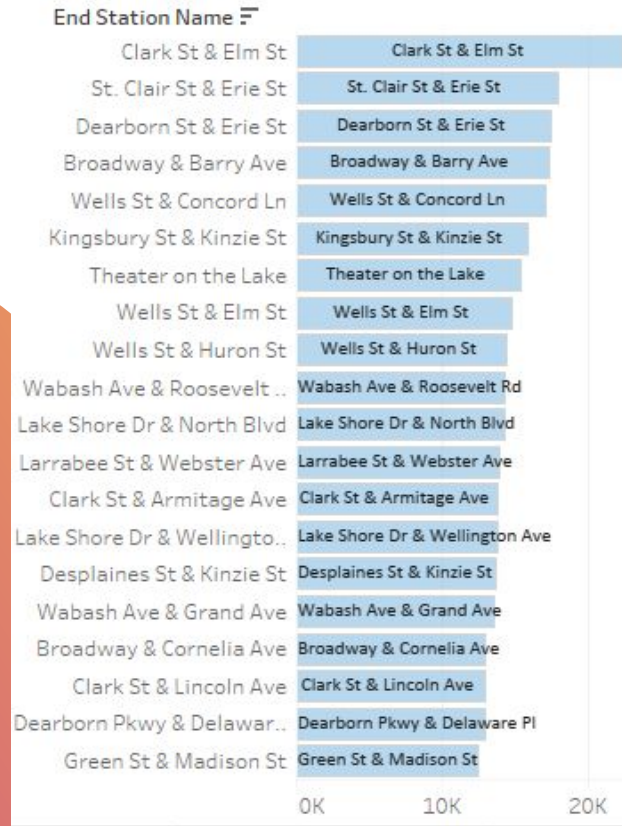 End Station Name
Clark St & Elm St Clark St & Elm St
St. Clair St & Erie St St. Clair St & Erie St
Dearborn St & Erie St Dearborn St & Erie St
Broadway & Barry Ave Broadway & Barry Ave
Wells St & Concord Ln Wells St & Concord Ln
Kingsbury St & Kinzie St Kingsbury St & Kinzie St
Theater on the Lake Theater on the Lake
Wells St & Elm St Wells St & Elm St
Wells St & Huron St Wells St & Huron St
Wabash Ave & Roosevelt .. Wabash Ave & Roosevelt Rd
Lake Shore Dr & North Blvd Lake Shore Dr & North Blvd
Larrabee St & Webster Ave Larrabee St & Webster Ave
Clark St & Armitage Ave Clark St & Armitage Ave
Lake Shore Dr & Wellingto.. Lake Shore Dr & Wellington Ave
Desplaines St & Kinzie St Desplaines St & Kinzie St
Wabash Ave & Grand Ave Wabash Ave & Grand Ave
Broadway & Cornelia Ave Broadway & Cornelia Ave
Clark St & Lincoln Ave Clark St & Lincoln Ave
Dearborn Pkwy & Delawar.. Dearborn Pkwy & Delaware Pl
Green St & Madison St Green St & Madison St
0K 10K 20K